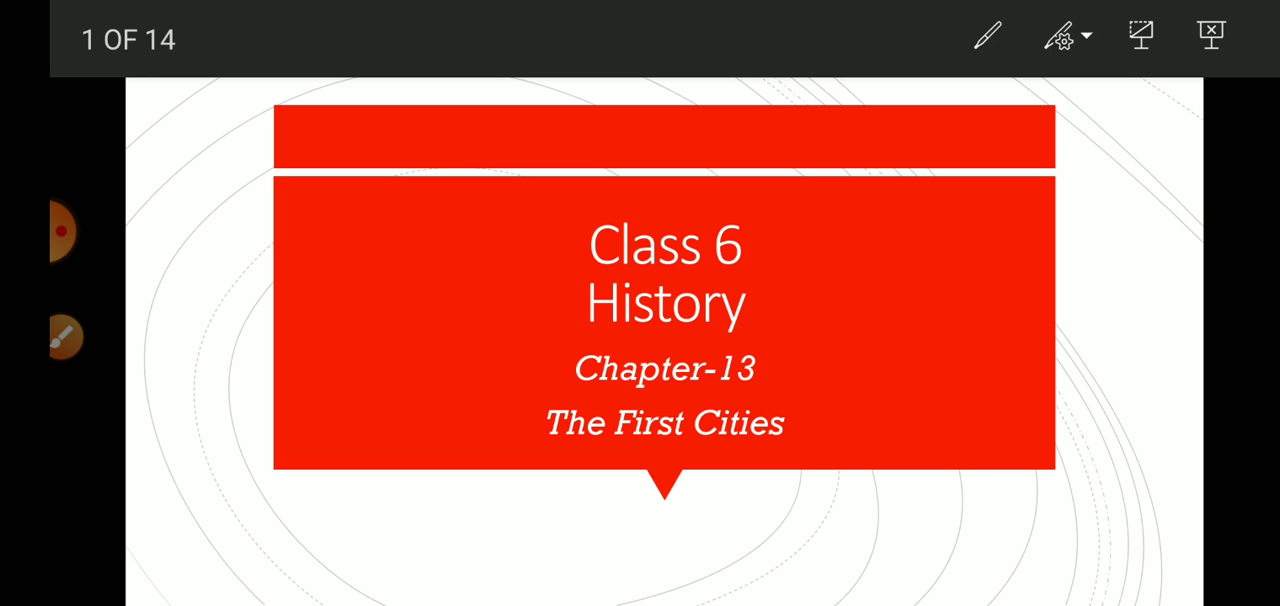 1 OF 14
Class 6
History
Chapter-13
The First Cities